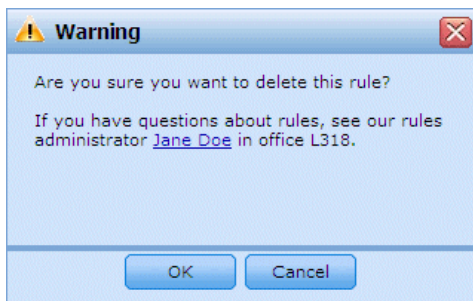 Warning
Are you sure you want to delete this rule?
If you have questions about rules, see our rules
administrator Jane Doe in office L318.
OK
Cancel